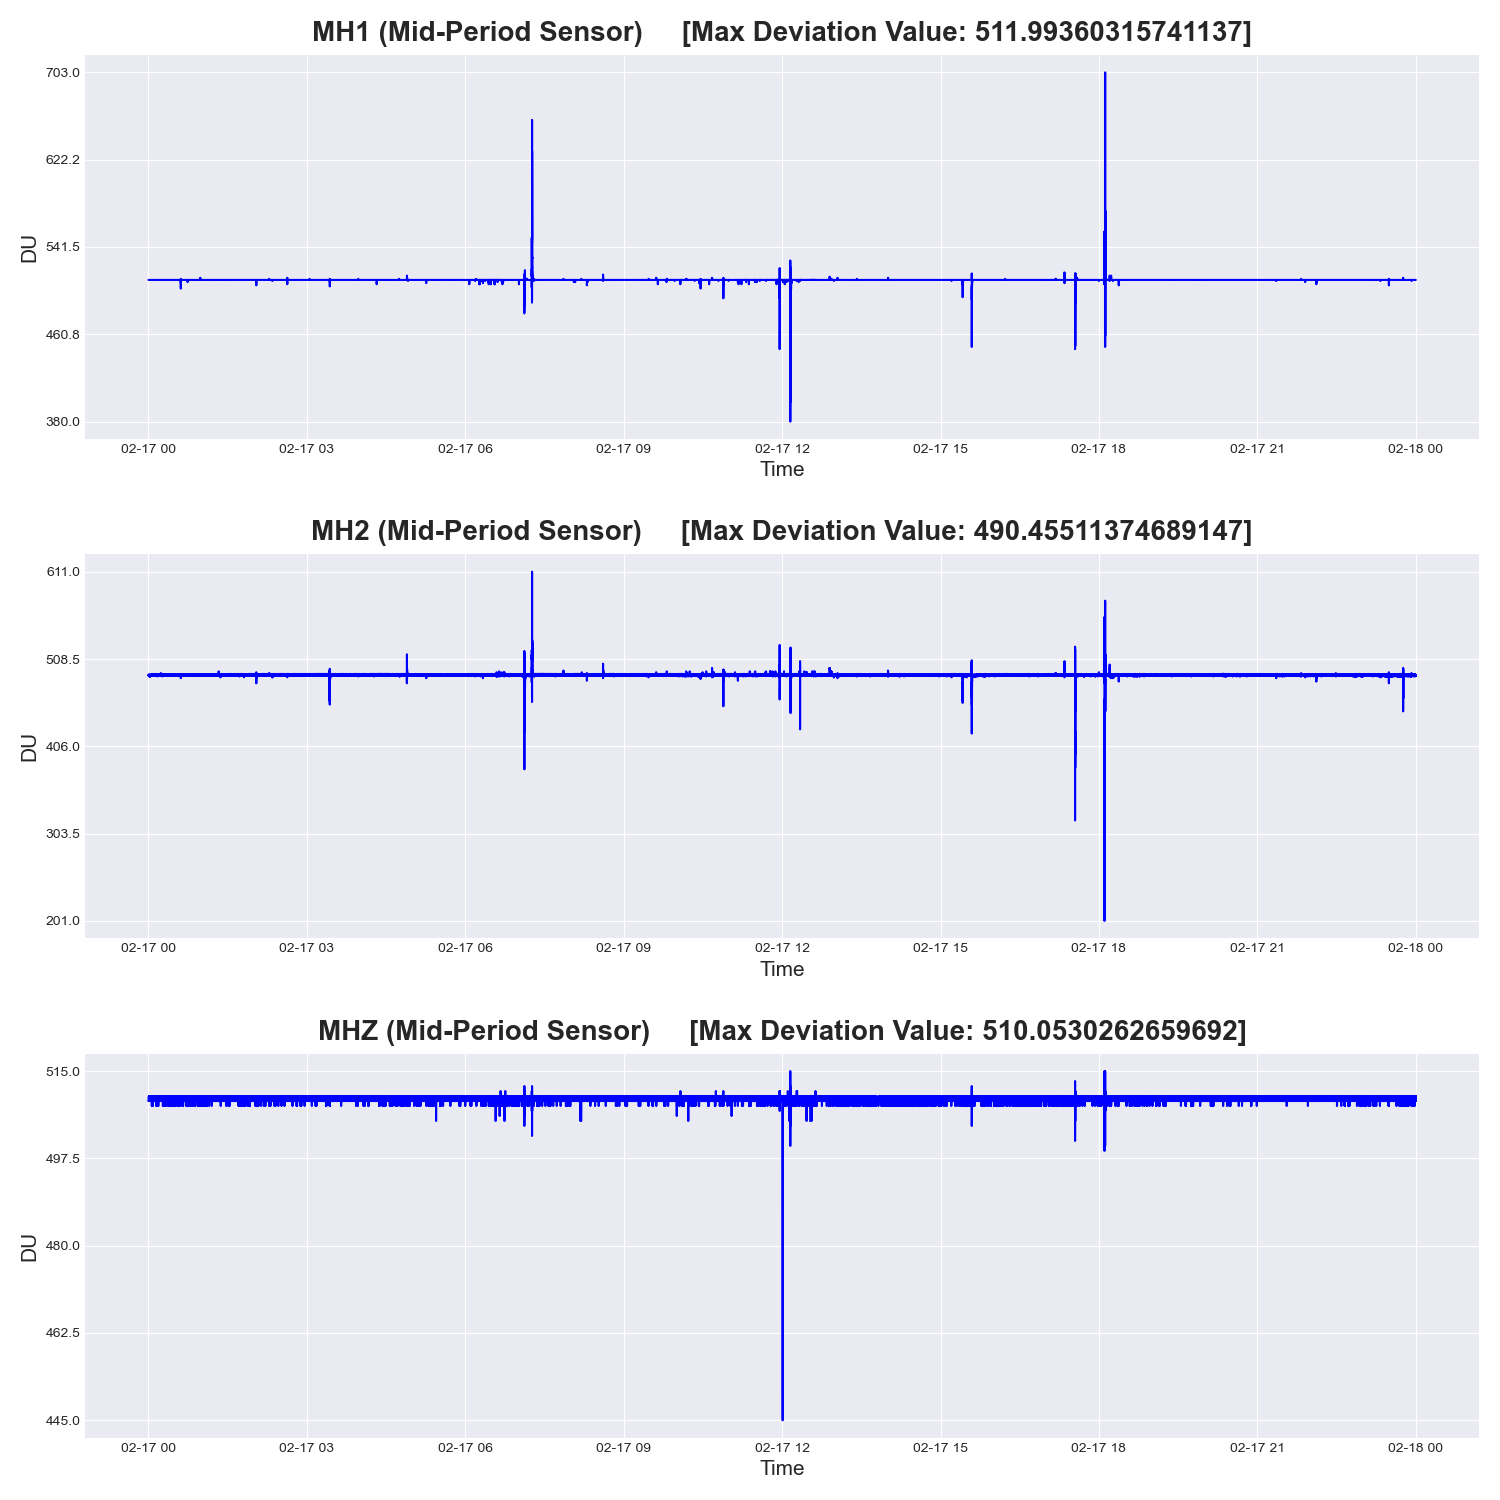 MH1 (Mid-Period Sensor) [Max Deviation Value: 511.99360315741137]
703.0
622.2
541.5
460.8
380.0
DU
02-17 00 02-17 03 02-17 06 02-17 09 02-17 12 02-17 15 02-17 18 02-17 21 02-18 00
Time
MH2 (Mid-Period Sensor) [Max Deviation Value: 490.45511374689147]
611.0
508.5
406.0
303.5
201.0
DU
02-17 00 02-17 03 02-17 06 02-17 09 02-17 12 02-17 15 02-17 18 02-17 21 02-18 00
Time
MHZ (Mid-Period Sensor) [Max Deviation Value: 510.0530262659692]
515.0
497.5
480.0
462.5
445.0
DU
02-17 00 02-17 03 02-17 06 02-17 09 02-17 12 02-17 15 02-17 18 02-17 21 02-18 00
Time